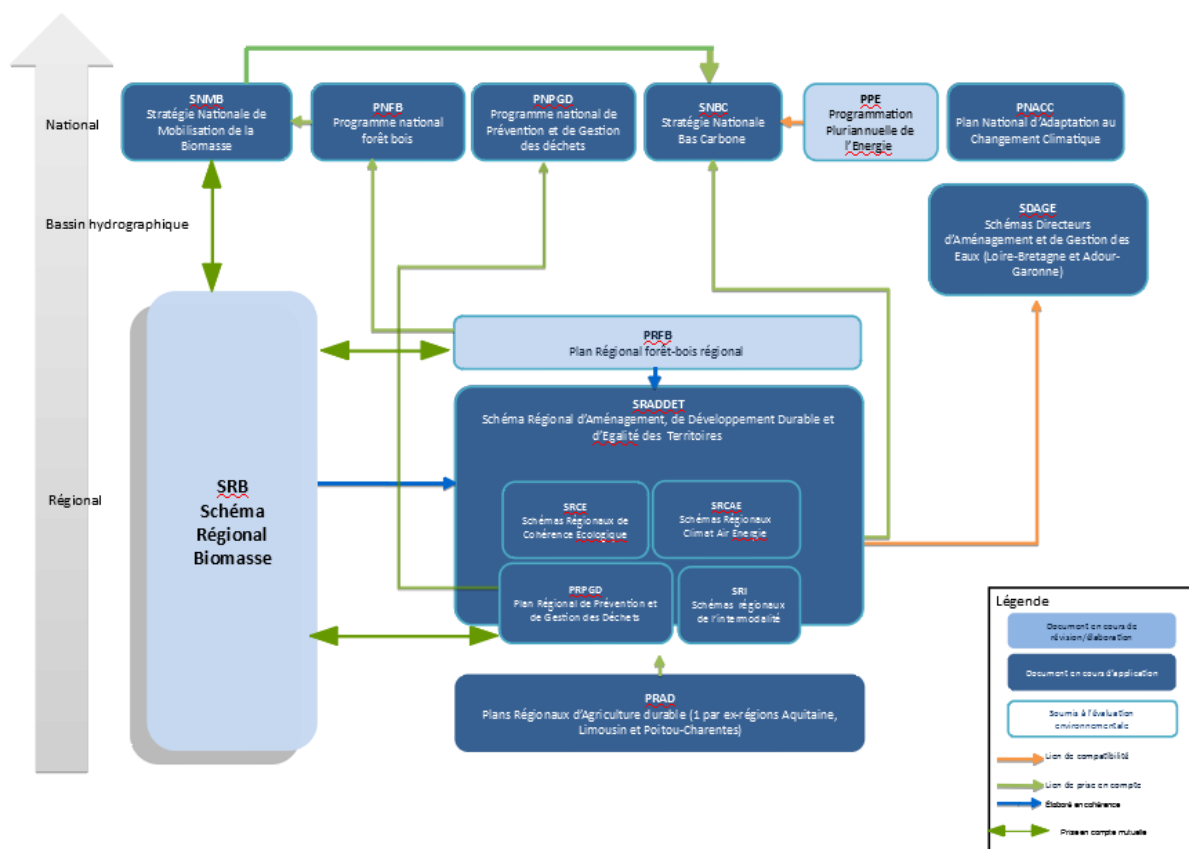 National
SNMB
Stratégie Nationale de
Mobilisation de la
Biomasse
PNFB
Programme national
forêt bois
PNPGD
Programme national de
Prévention et de Gestion
des déchets
SNBC
Stratégie Nationale
Bas Carbone
PPE
Programmation
Pluriannuelle de
l'Energie
PNACC
Plan National d'Adaptation au
Changement Climatique
Bassin hydrographique
SDAGE
Schémas Directeurs
d'Aménagement et de Gestion des
Eaux (Loire-Bretagne et Adour-
Garonne)
Régional
SRB
Schéma
Régional
Biomasse
PRFB
Plan Régional forêt-bois régional
SRADDET
Schéma Régional d'Aménagement, de Développement Durable et
d'Egalité des Territoires
SRCE
Schémas Régionaux de
Cohérence Ecologique
SRCAE
Schémas Régionaux
Climat Air Énergie
PRPGD
Plan Régional de Prévention et
de Gestion des Déchets
SRI
Schémas régionaux
de l'intermodalité
PRAD
Plans Régionaux d'Agriculture durable (1 par ex-régions Aquitaine,
Limousin et Poitou-Charentes)
Légende
Document en cours de
révision/élaboration
Document en cours d'application
Soumis à l'évaluation
environnementale
Lien de compatibilité
Lien de prise en compte
Élaboré en cohérence
Prise en compte mutuelle